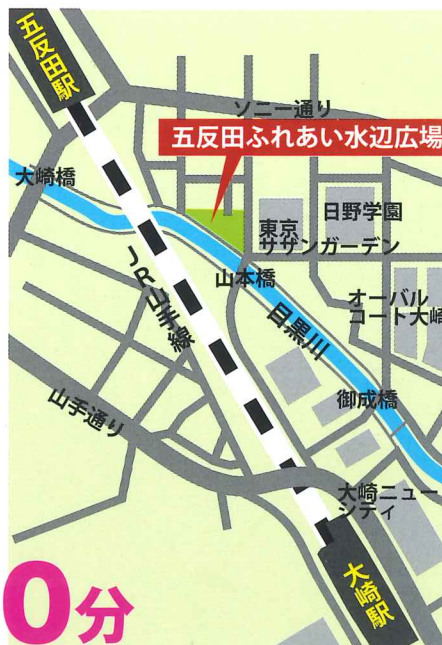 五反田駅
ソニー通り
五反田ふれあい水辺広場
大崎橋
日野学園
東京
ササンガーデン
山本橋
JR山手線
オーバル
コート大崎
目黒川
御成橋
山手通り
大崎ニュー
シティ
大崎駅
0分